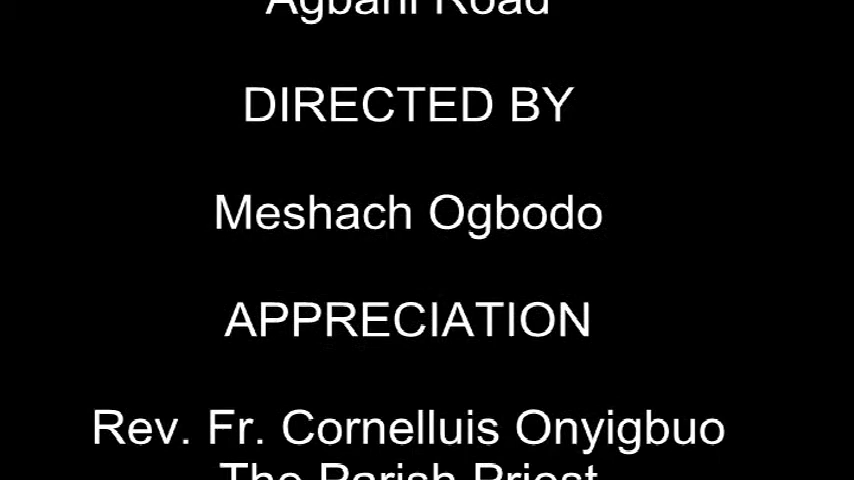 Agbani Road
DIRECTED BY
Meshach Ogbodo
APPRECIATION
Rev. Fr. Cornelluis Onyigbuo
The Parish Priest